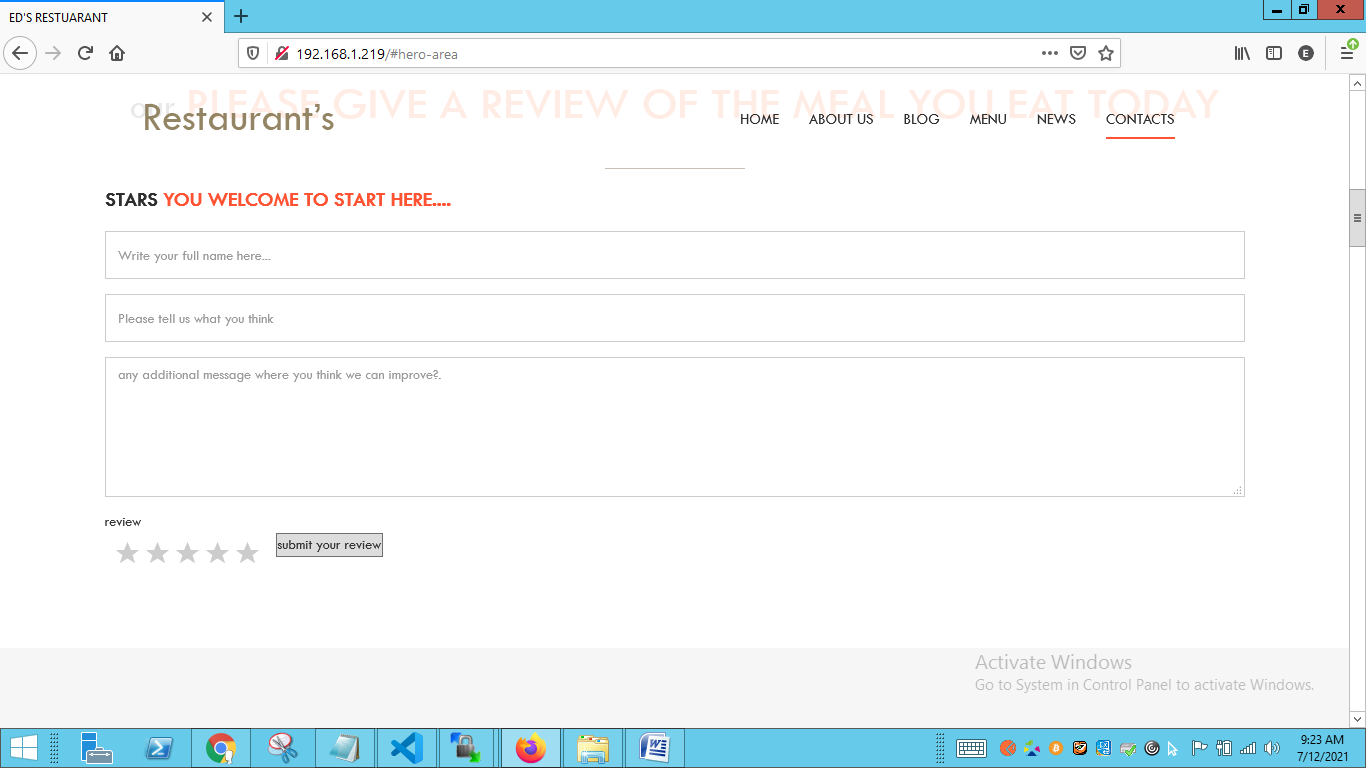 ED'S RESTUARANT
192.168.1.219/#hero-area
our PLEASE GIVE A REVIEW OF THE MEAL YOU EAT TODAY
Restaurant's
HOME ABOUT US BLOG MENU NEWS CONTACTS
STARS YOU WELCOME TO START HERE....
Write your full name here...
Please tell us what you think
any additional message where you think we can improve?.
review
submit your review
Activate Windows
Go to System in Control Panel to activate Windows.
9:23 AM
7/12/2021